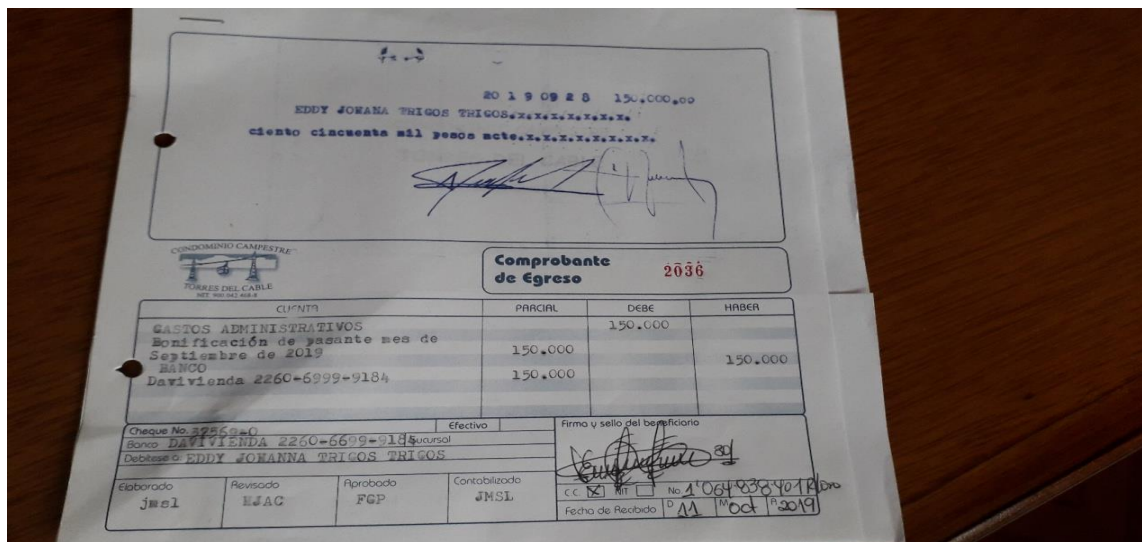 20 1 9 09 2 8 150.000,00
EDDY JOHANA TRIGOS TRIGOS.x.x.x.x.x.x.x.
ciento cincuenta mil pesos mcte.x.x.x.x.x.x.x.x.
CONDOMINIO CAMPESTRE
TORRES DEL CABLE
Comprobante
de Egreso
2036
CUENTA PARCIAL DEBE HABER
GASTOS ADMINISTRATIVOS 150.000
Bonificación de pasante mes de
Septiembre de 2019 150.000 150.000
BANCO
Davivienda 2260-6999-9184 150.000
Cheque No. Efectivo
Banco DAVIVIENDA 2260-6699-9184 Sucursal
Debítese a: EDDY JOHANNA TRIGOS TRIGOS
Firma y sello del beneficiario
Elaborado Revisado Aprobado Contabilizado
jmsl EJAC FGP JMSL
C.C. X NIT No. 1'064-838401
Fecha de Recibido D 11 M Oct A 2019